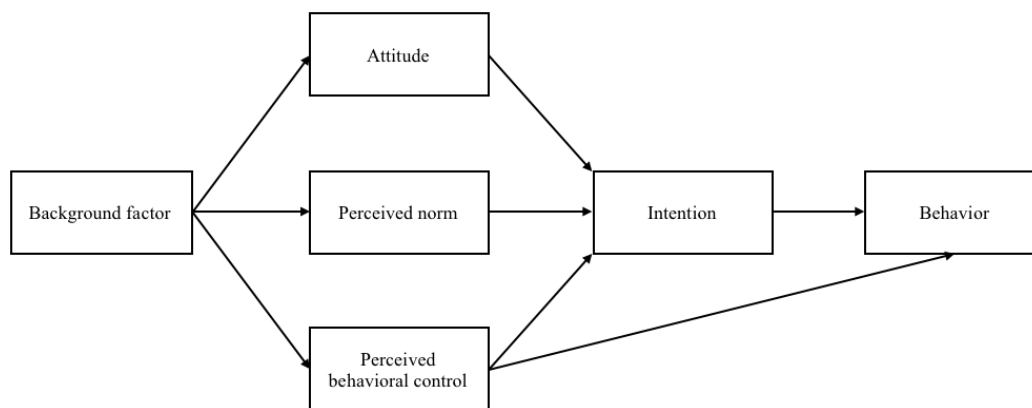 Attitude
Background factor
Perceived norm
Intention
Behavior
Perceived
behavioral control